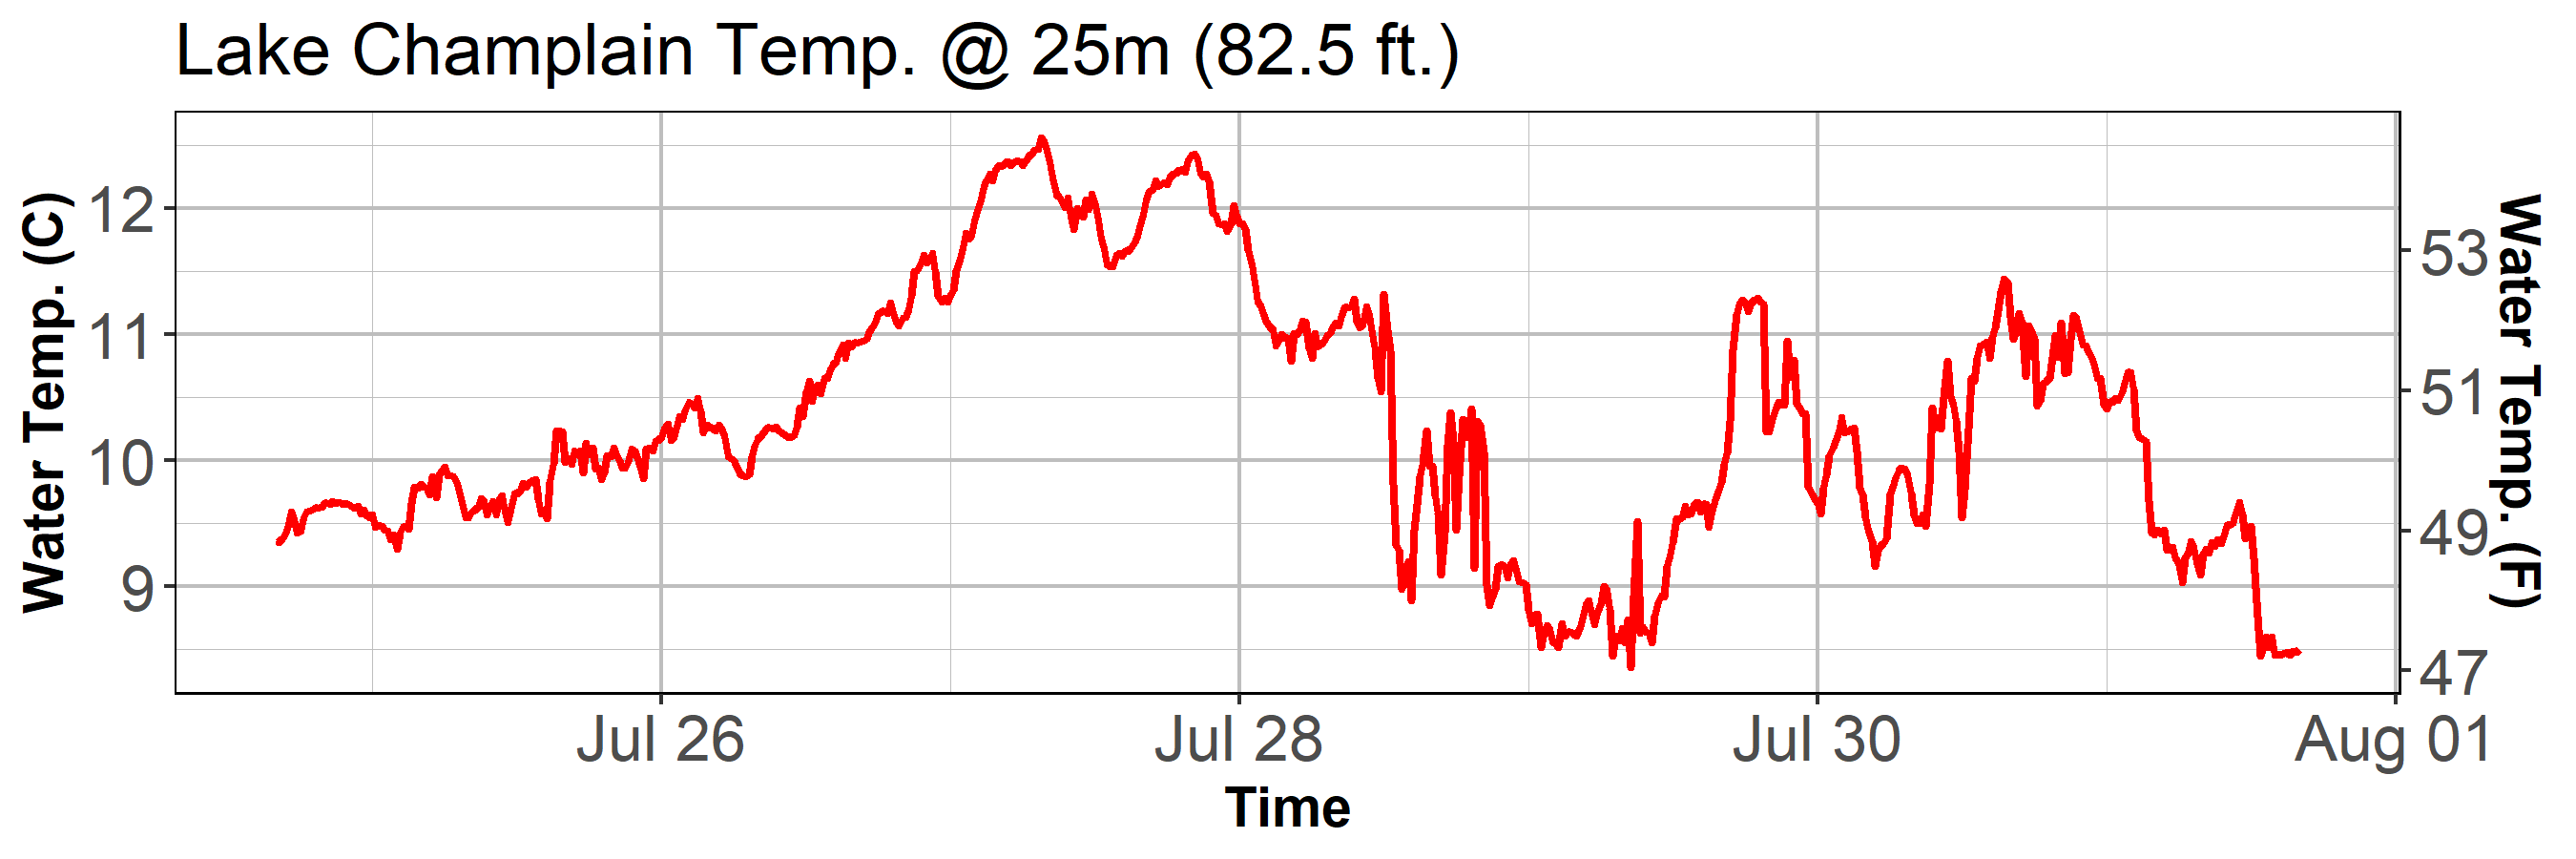 Lake Champlain Temp. @ 25m (82.5 ft.)
Water Temp. (C)
12
11
10
9
53
51
49
47
Water Temp. (F)
Jul 26
Jul 28
Jul 30
Aug 01
Time